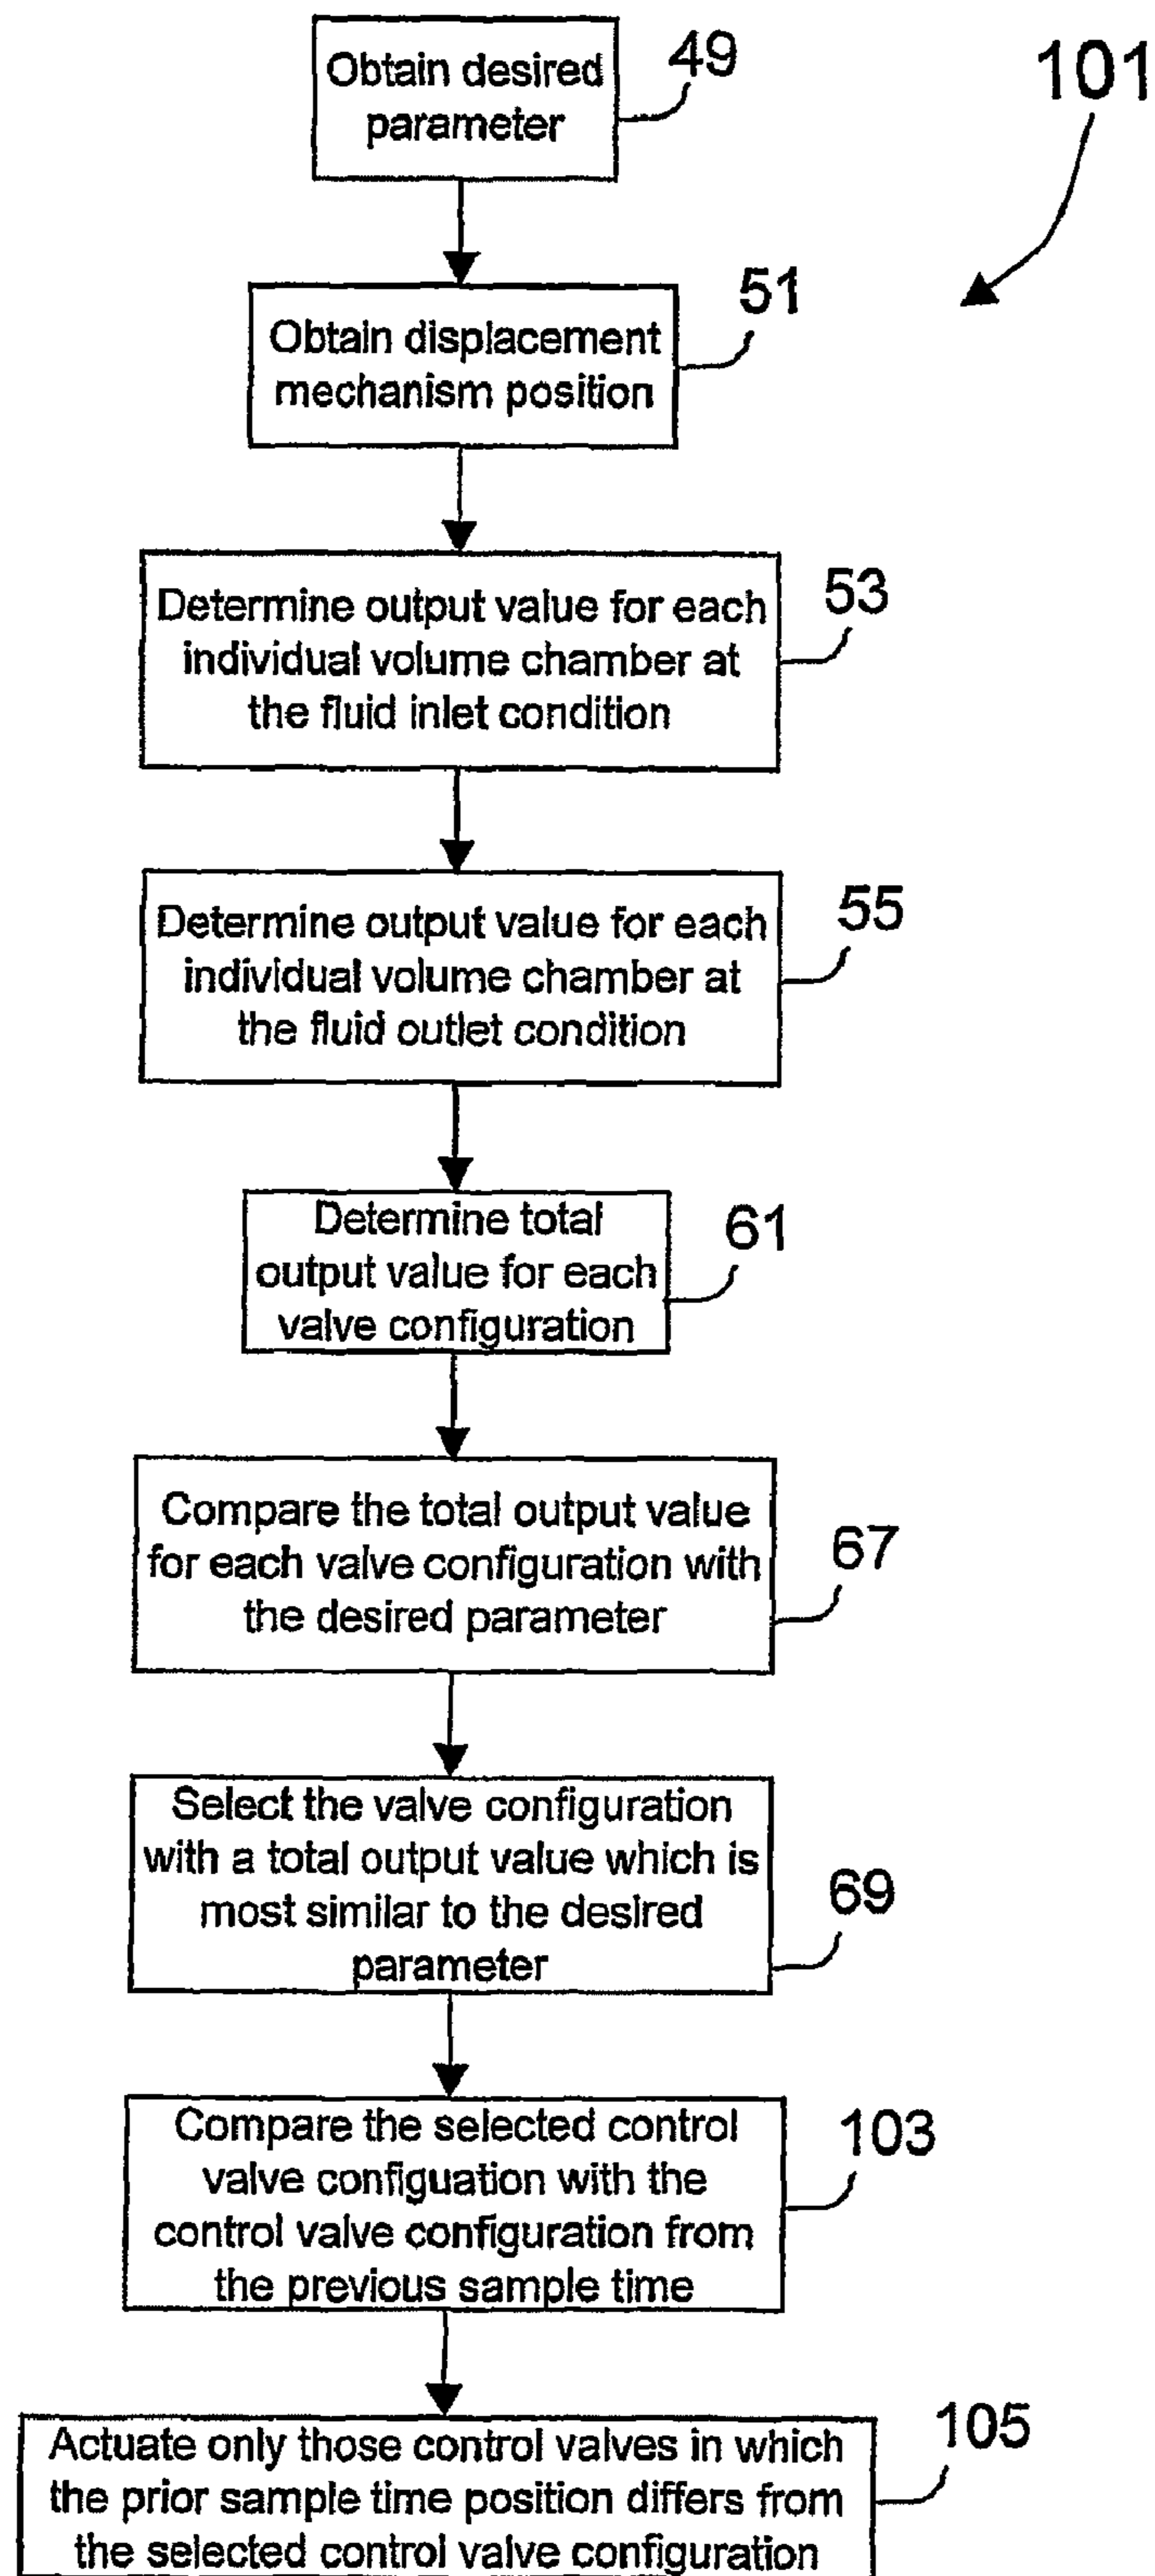 Obtain desired
parameter
49
101
Obtain displacement
mechanism position
51
Determine output value for each
individual volume chamber at
the fluid inlet condition
53
Determine output value for each
individual volume chamber at
the fluid outlet condition
55
Determine total
output value for each
valve configuration
61
Compare the total output value
for each valve configuration with
the desired parameter
67
Select the valve configuration
with a total output value which is
most similar to the desired
parameter
69
Compare the selected control
valve configuation with the
control valve configuration from
the previous sample time
103
Actuate only those control valves in which
the prior sample time position differs from
the selected control valve configuration
105